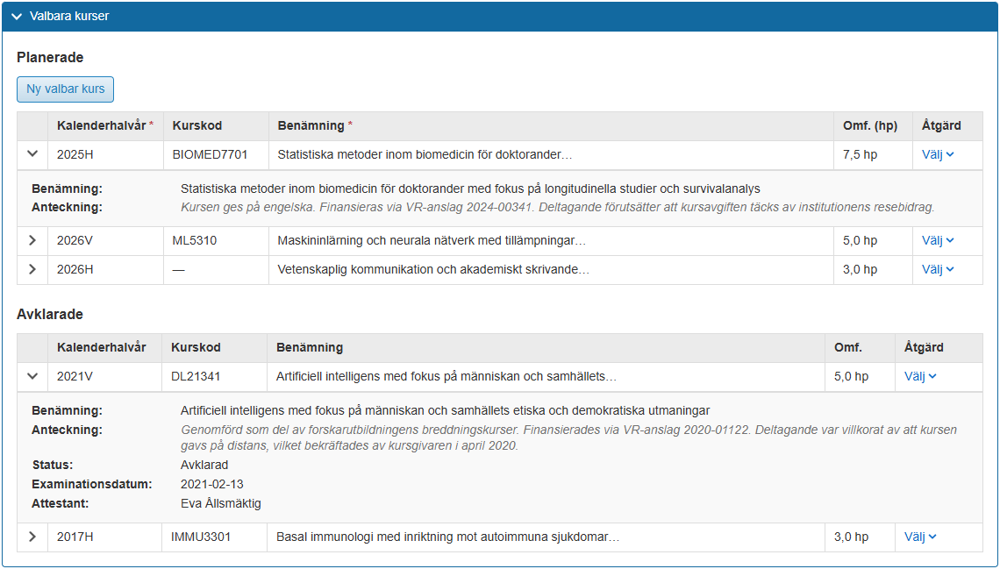 Valbara kurser
Planerade
Ny valbar kurs
Kalenderhalvår * Kurskod Benämning * Omf. (hp) Åtgärd
2025H BIOMED7701 Statistiska metoder inom biomedicin för doktorander… 7,5 hp Välj
Benämning: Statistiska metoder inom biomedicin för doktorander med fokus på longitudinella studier och survivalanalys
Anteckning: Kursen ges på engelska. Finansieras via VR-anslag 2024-00341. Deltagande förutsätter att kursavgiften täcks av institutionens resebidrag.
2026V ML5310 Maskininlärning och neurala nätverk med tillämpningar… 5,0 hp Välj
2026H — Vetenskaplig kommunikation och akademiskt skrivande… 3,0 hp Välj
Avklarade
Kalenderhalvår Kurskod Benämning Omf. Åtgärd
2021V DL21341 Artificiell intelligens med fokus på människan och samhällets… 5,0 hp Välj
Benämning: Artificiell intelligens med fokus på människan och samhällets etiska och demokratiska utmaningar
Anteckning: Genomförd som del av forskarutbildningens breddningskurser. Finansierades via VR-anslag 2020-01122. Deltagande var villkorat av att kursen
gavs på distans, vilket bekräftades av kursgivaren i april 2020.
Status: Avklarad
Examinationsdatum: 2021-02-13
Attestant: Eva Ållsmäktig
2017H IMMU3301 Basal immunologi med inriktning mot autoimmuna sjukdomar… 3,0 hp Välj